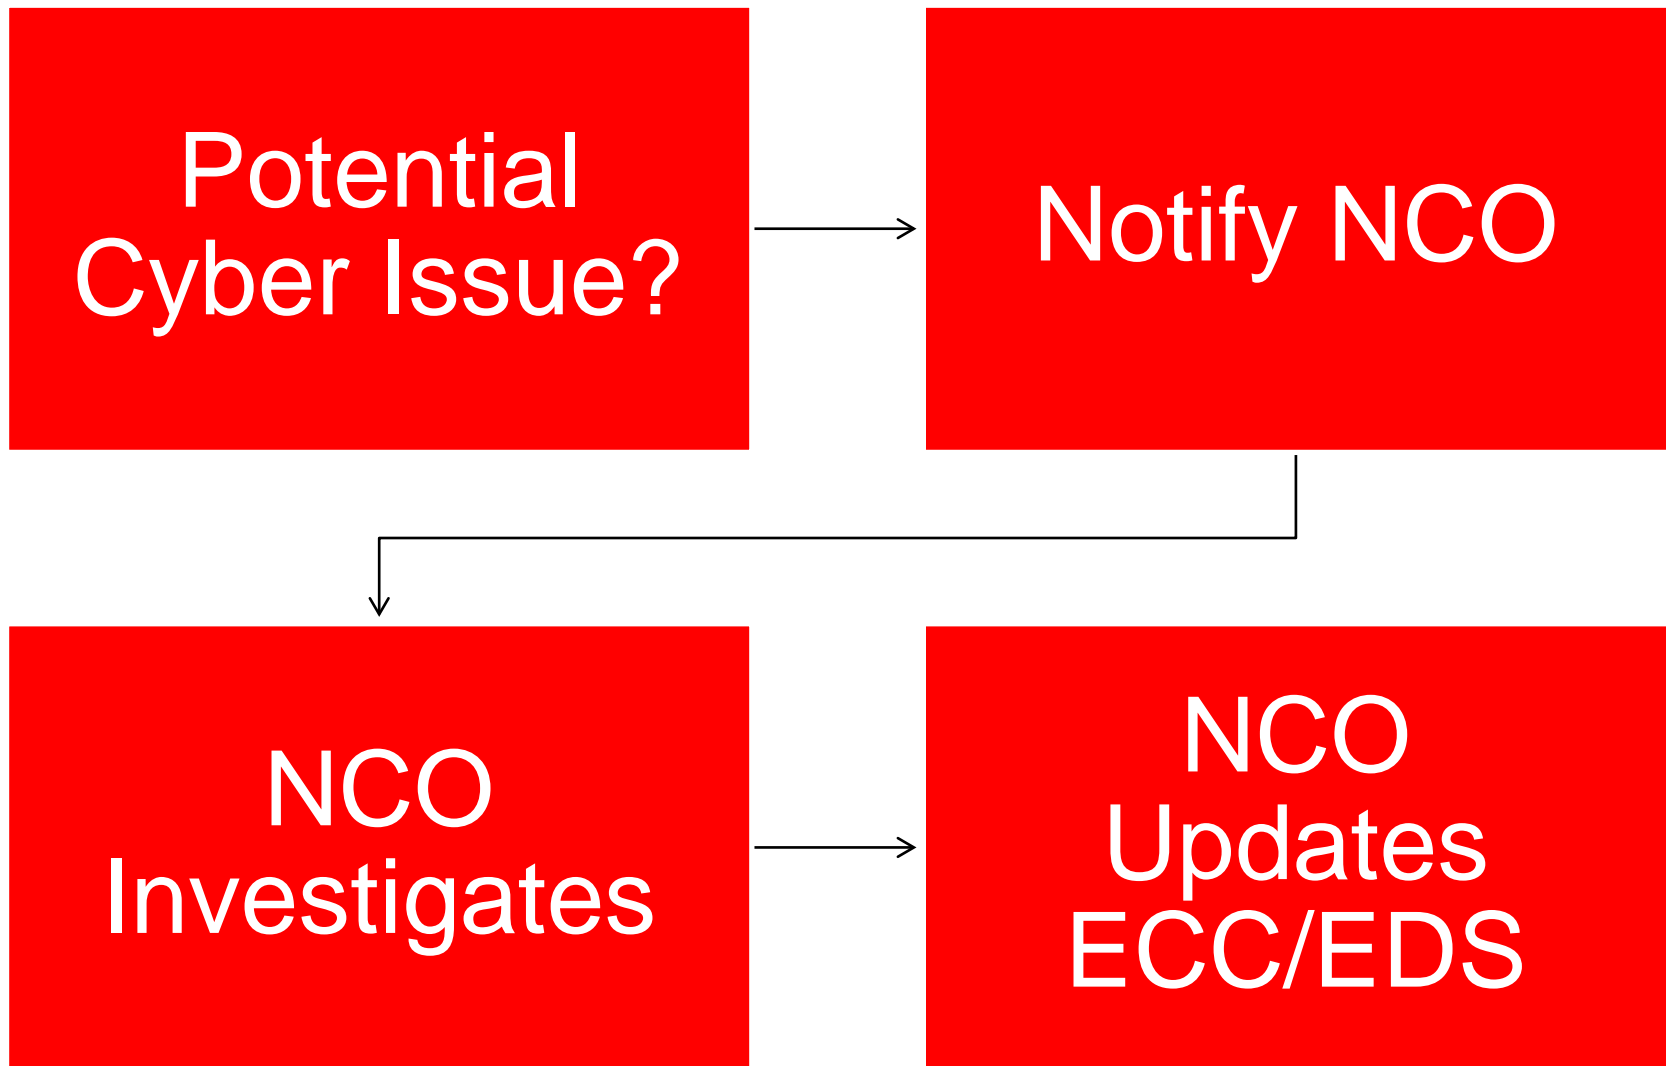 Potential
Cyber Issue?
Notify NCO
NCO
Investigates
NCO
Updates
ECC/EDS